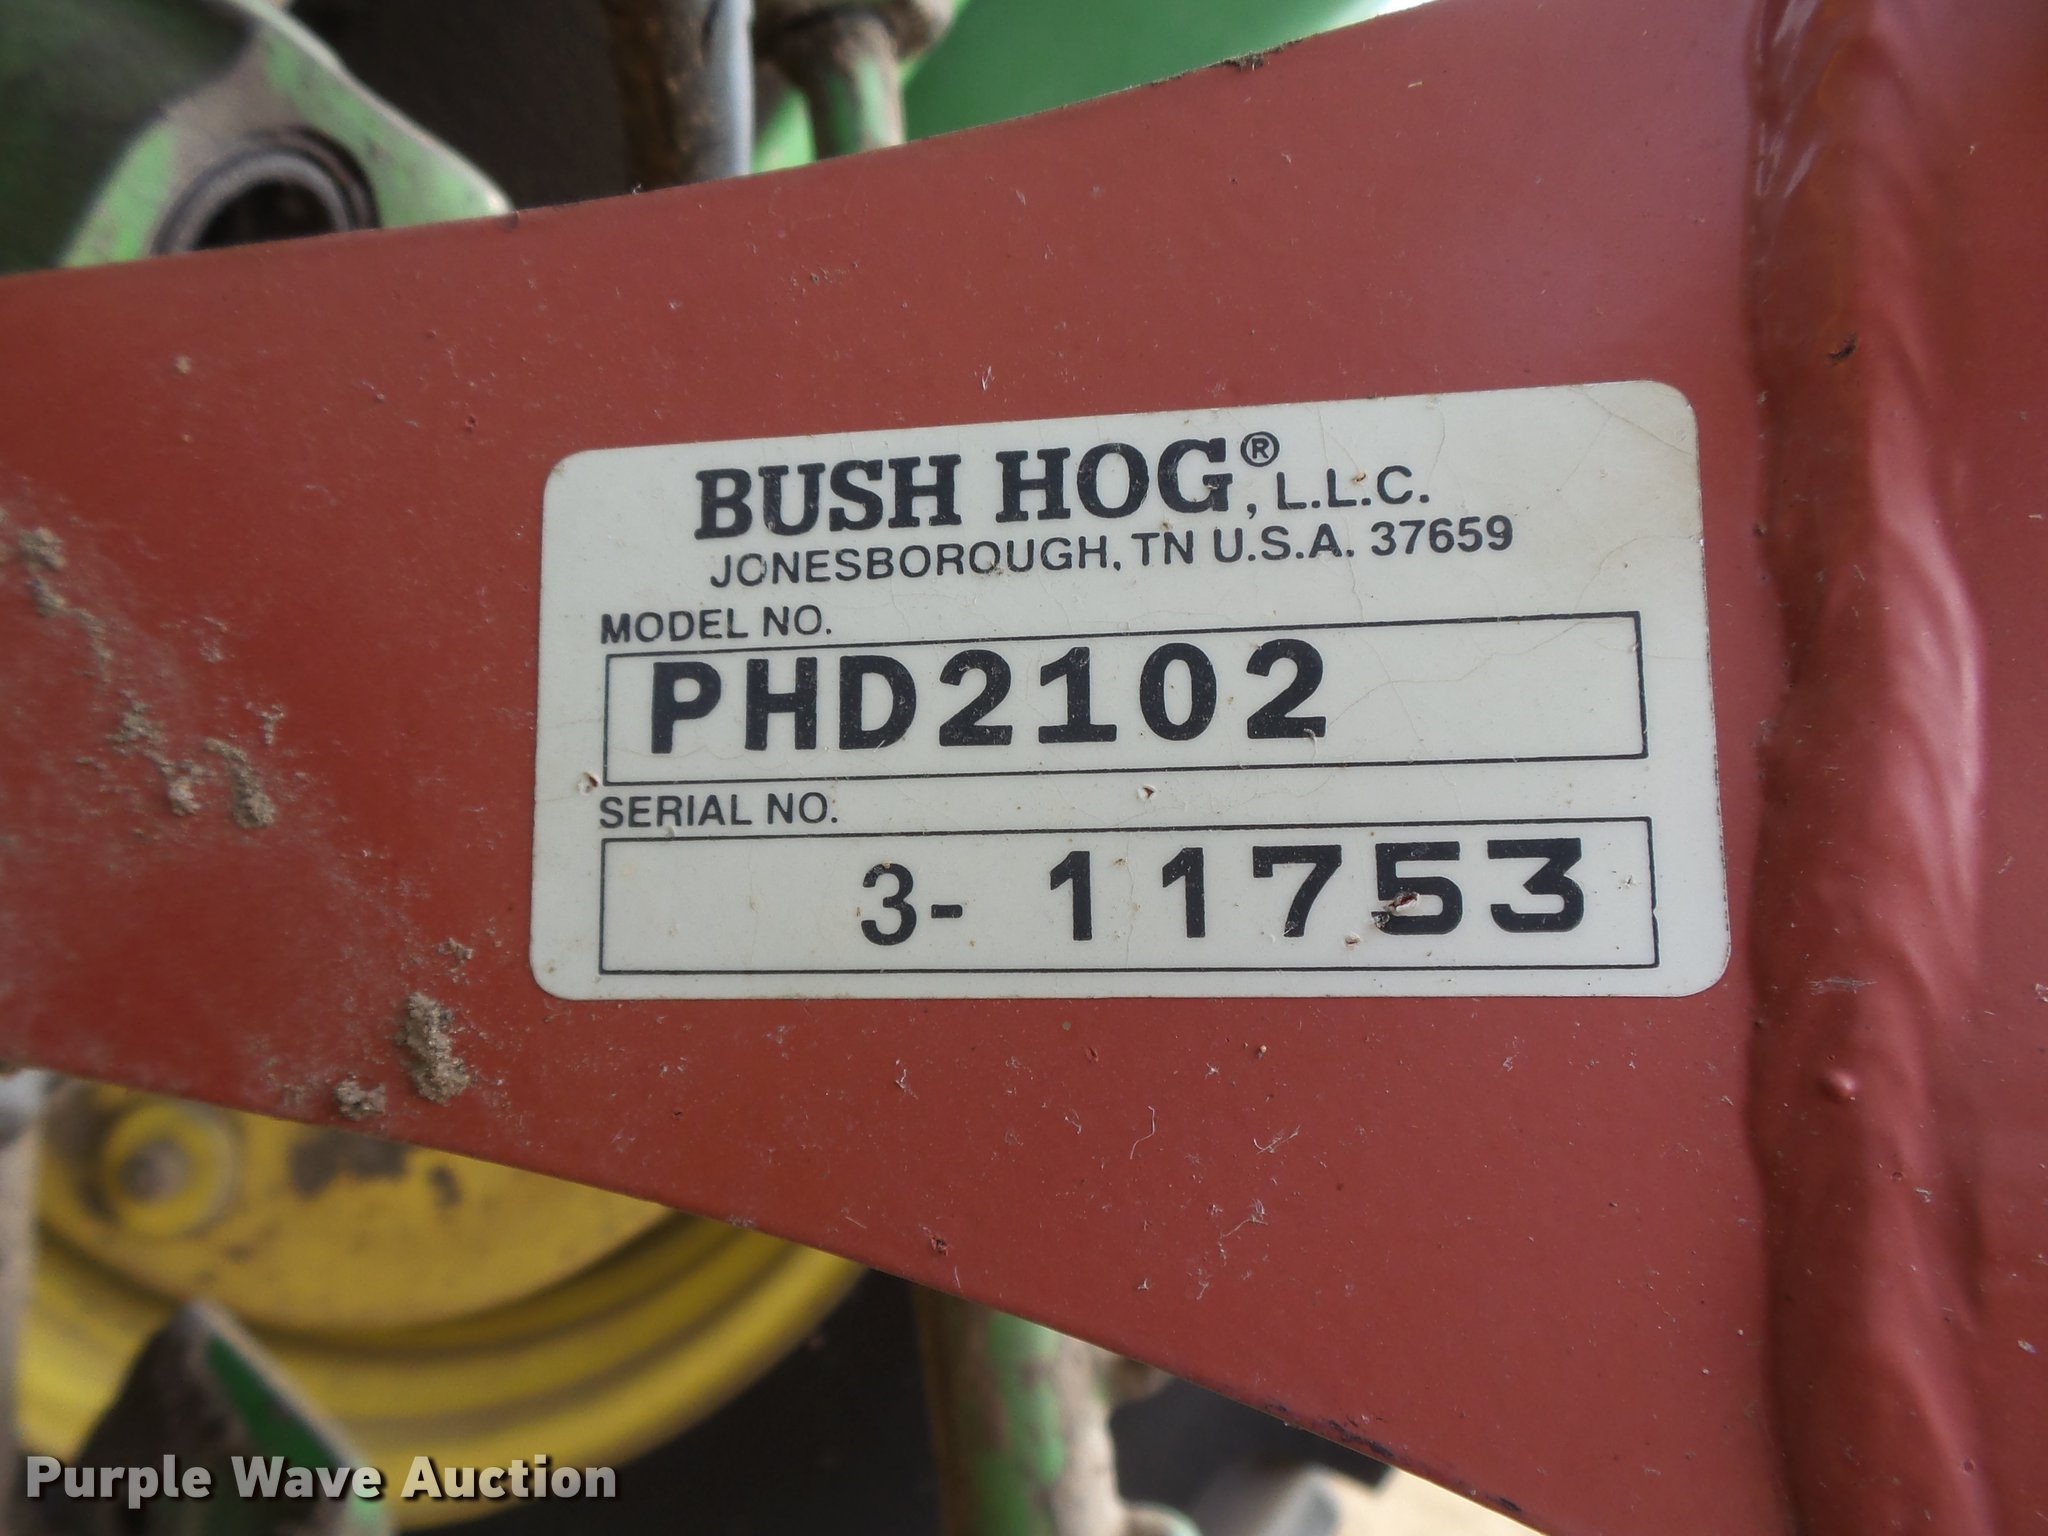 BUSH HOG®, L.L.C.
JONESBOROUGH, TN U.S.A. 37659
MODEL NO.
PHD2102
SERIAL NO.
3- 11753
Purple Wave Auction